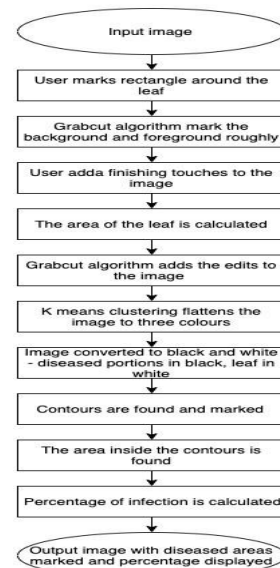 Input image
User marks rectangle around the
leaf
Grabcut algorithm mark the
background and foreground roughly
User adda finishing touches to the
image
The area of the leaf is calculated
Grabcut algorithm adds the edits to
the image
K means clustering flattens the
image to three colours
Image converted to black and white
- diseased portions in black, leaf in
white
Contours are found and marked
The area inside the contours is
found
Percentage of infection is calculated
Output image with diseased areas
marked and percentage displayed